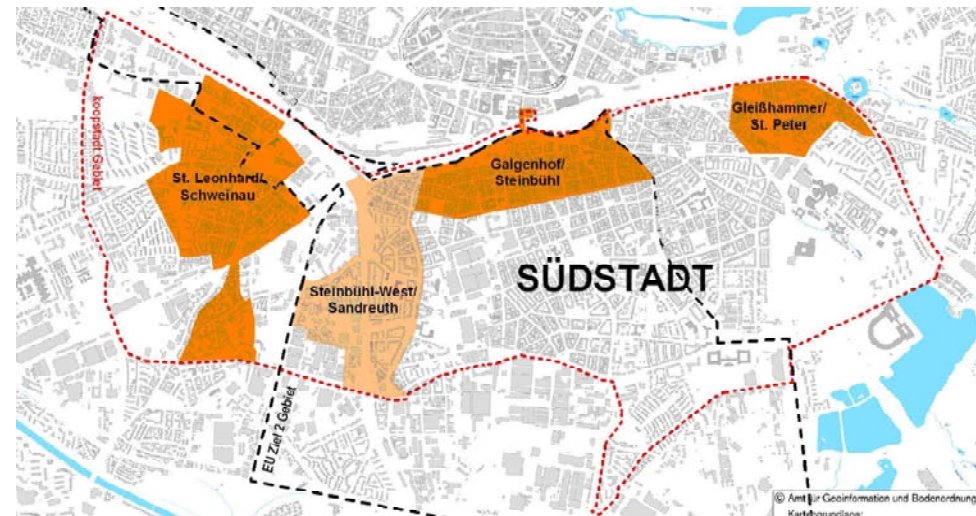 koopstadt Gebiet
St. Leonhard/
Schweinau
Galgenhof/
Steinbühl
Gleißhammer/
St. Peter
Steinbühl-West/
Sandreuth
SÜDSTADT
EU Ziel 2 Gebiet
© Amt für Geoinformation und Bodenordnung
Kartengrundlage: